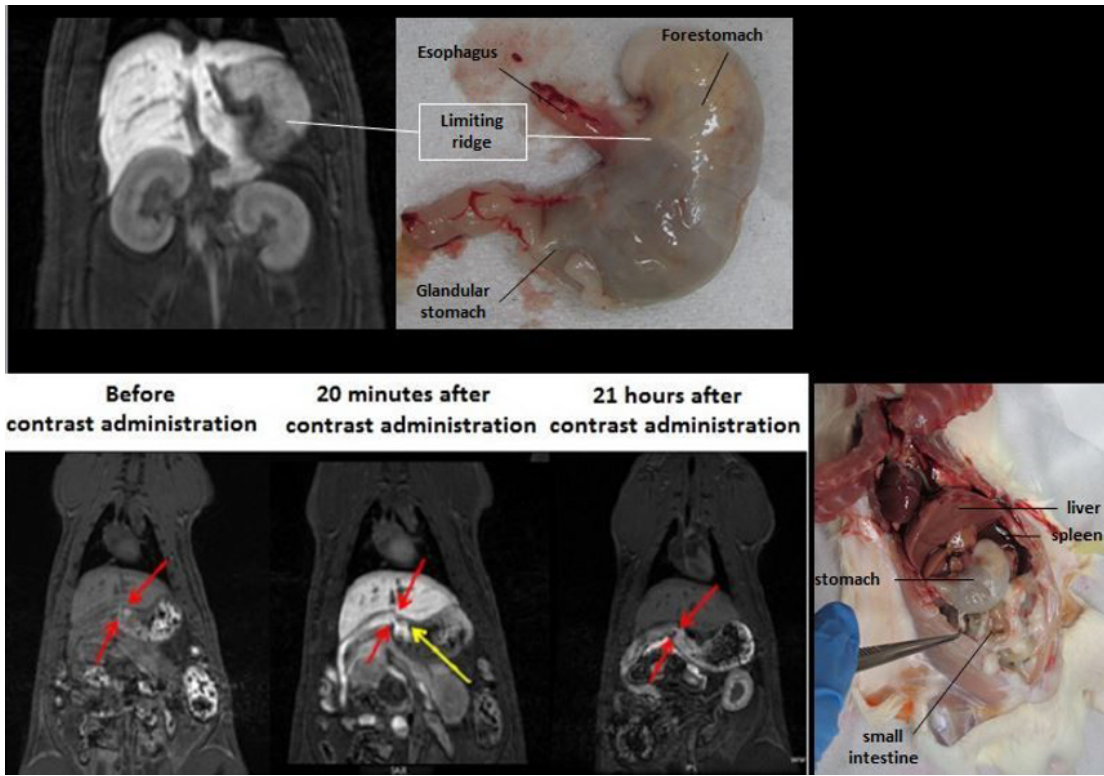 Esophagus
Forestomach
Limiting
ridge
Glandular
stomach
Before
contrast administration
20 minutes after
contrast administration
21 hours after
contrast administration
liver
spleen
stomach
small
intestine